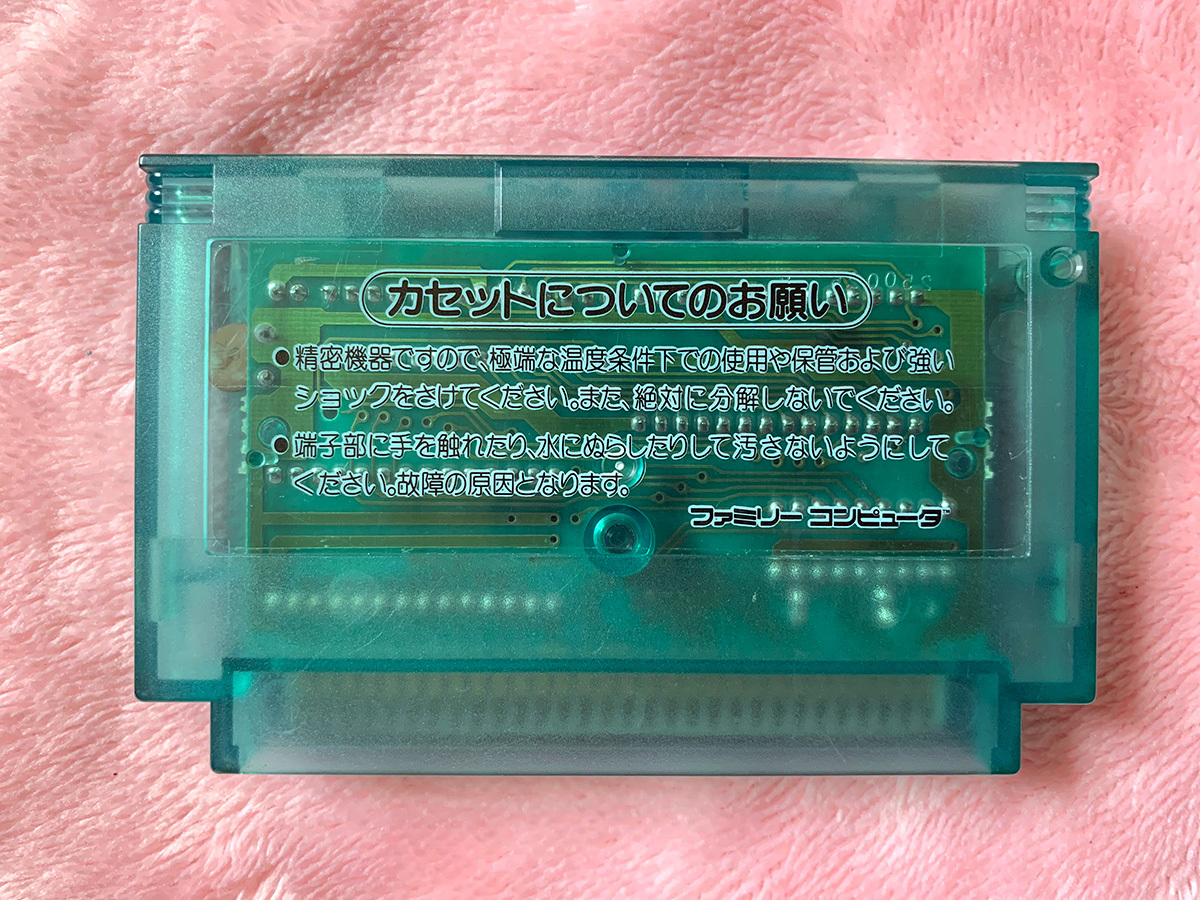 カセットについてのお願い
●精密機器ですので、極端な温度条件下での使用や保管および強い
ショックをさけてください。また、絶対に分解しないでください。
●端子部に手を触れたり、水にぬらしたりして汚さないようにして
ください。故障の原因となります。
ファミリー コンピュータ